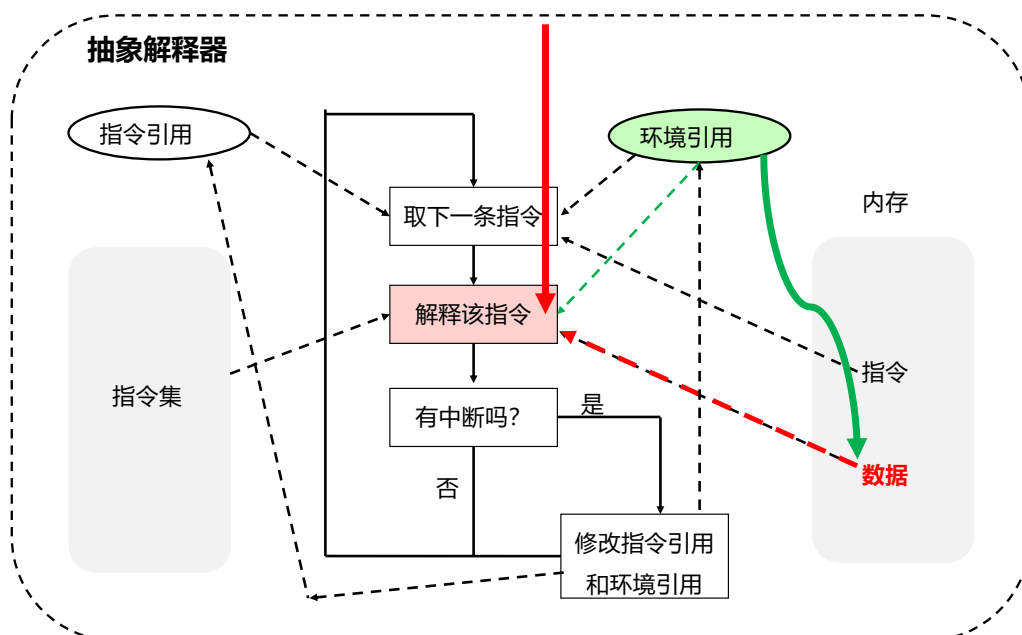 抽象解释器
指令引用
环境引用
取下一条指令
内存
解释该指令
指令
指令集
是
有中断吗?
数据
否
修改指令引用
和环境引用